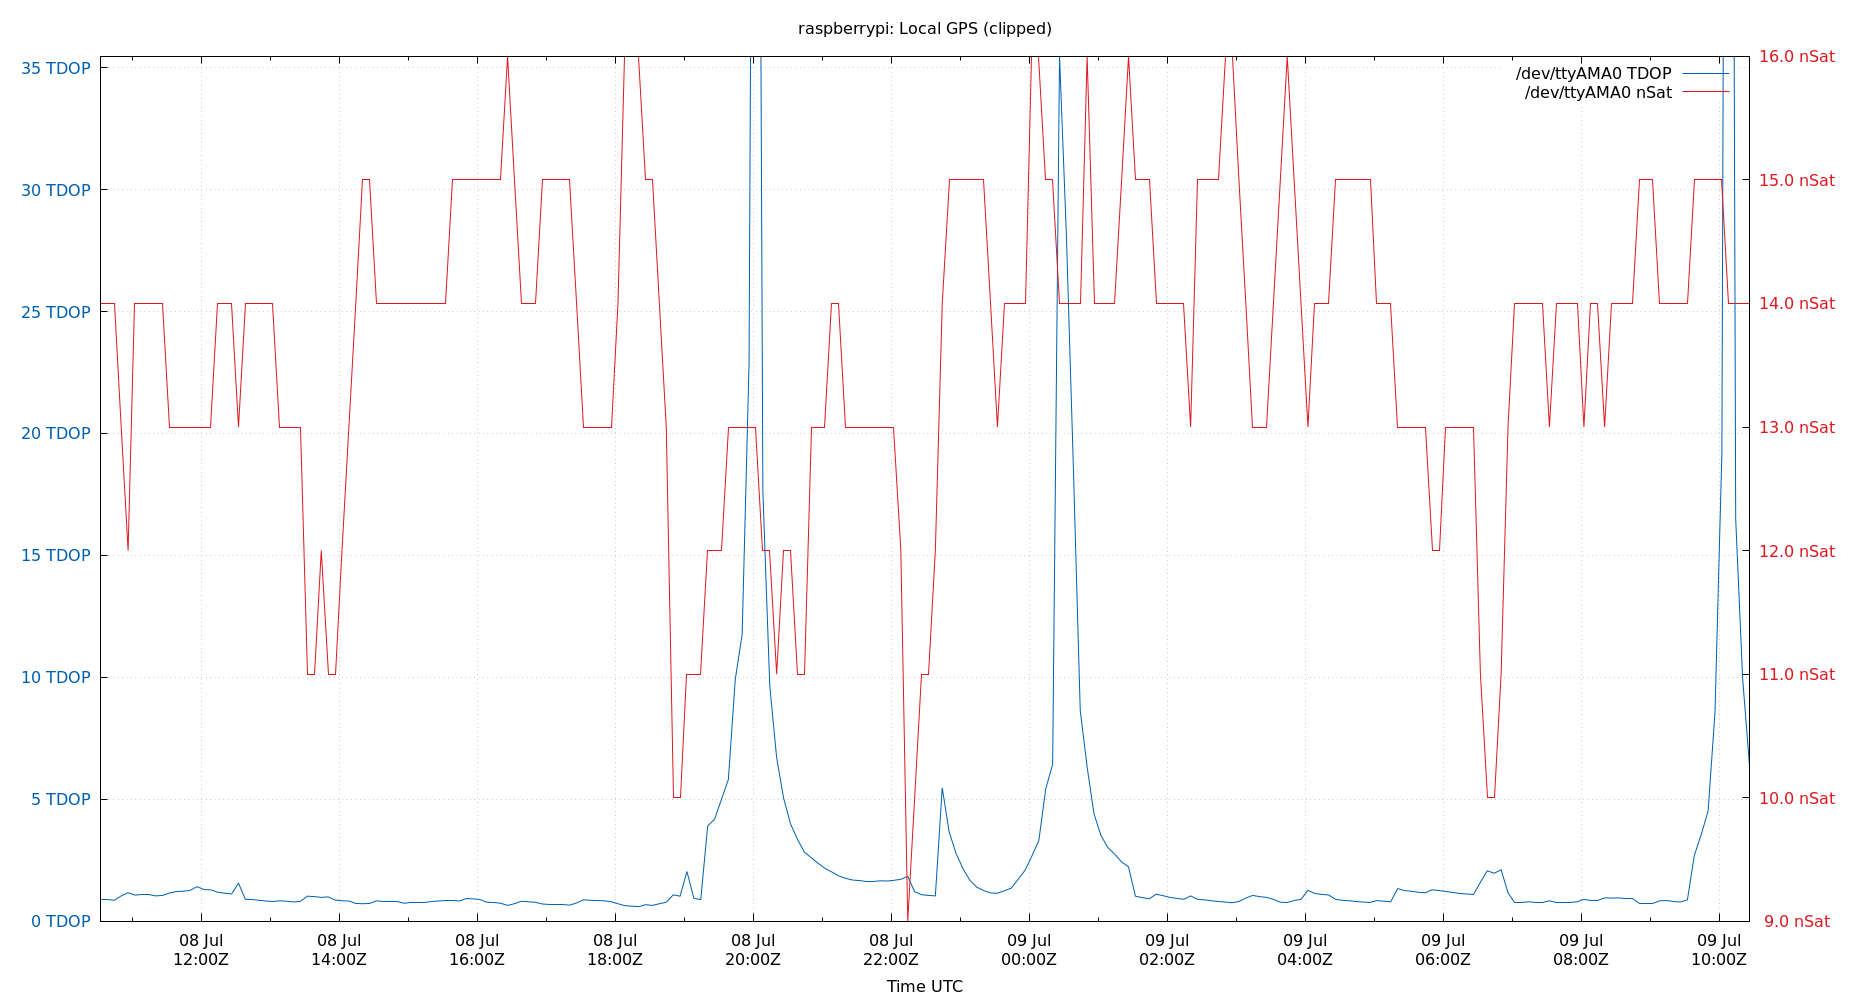 raspberrypi: Local GPS (clipped)
35 TDOP
30 TDOP
25 TDOP
20 TDOP
15 TDOP
10 TDOP
5 TDOP
0 TDOP
/dev/ttyAMA0 TDOP
/dev/ttyAMA0 nSat
16.0 nSat
15.0 nSat
14.0 nSat
13.0 nSat
12.0 nSat
11.0 nSat
10.0 nSat
9.0 nSat
08 Jul 08 Jul 08 Jul 08 Jul 08 Jul 08 Jul 09 Jul 09 Jul 09 Jul 09 Jul 09 Jul 09 Jul
12:00Z 14:00Z 16:00Z 18:00Z 20:00Z 22:00Z 00:00Z 02:00Z 04:00Z 06:00Z 08:00Z 10:00Z
Time UTC